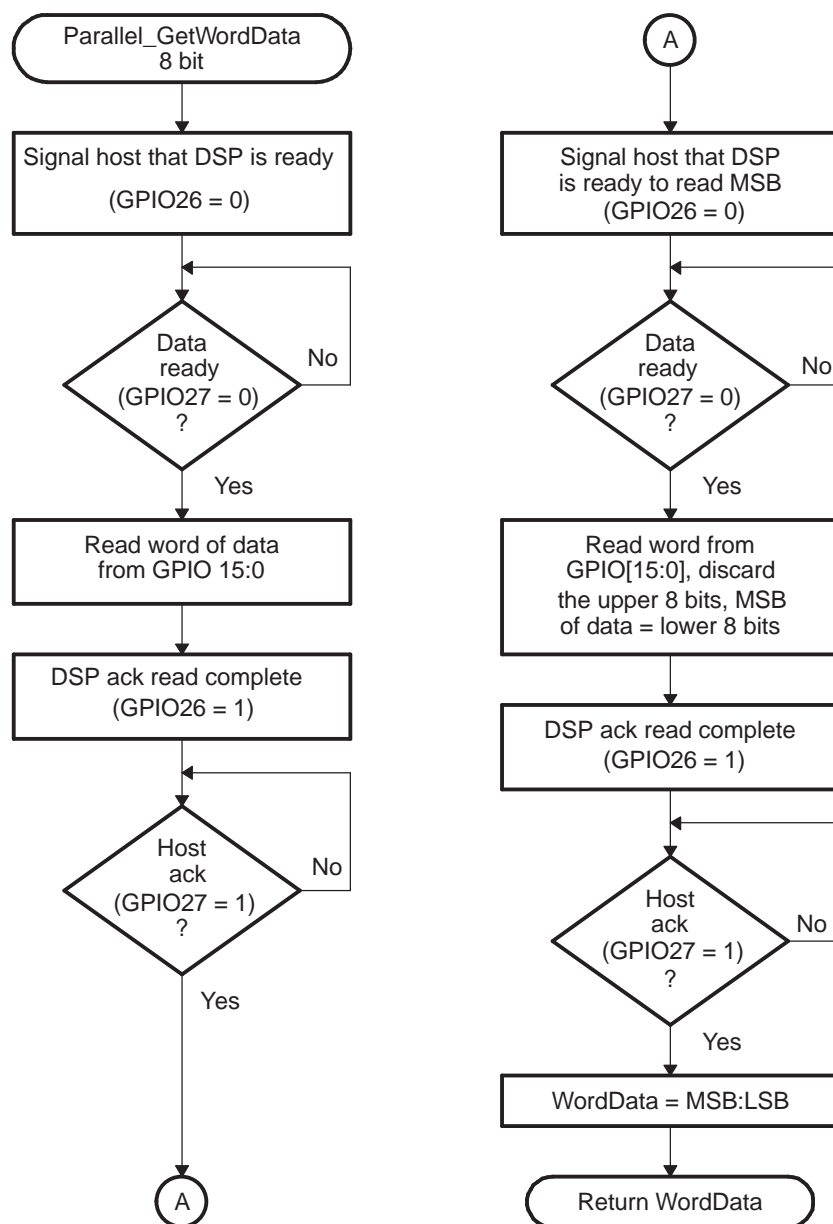 Parallel_GetWordData
8 bit
Signal host that DSP is ready
(GPIO26 = 0)
Data
ready
(GPIO27 = 0)
?
No
Yes
Read word of data
from GPIO 15:0
DSP ack read complete
(GPIO26 = 1)
Host
ack
(GPIO27 = 1)
?
No
Yes
A
A
Signal host that DSP
is ready to read MSB
(GPIO26 = 0)
Data
ready
(GPIO27 = 0)
?
No
Yes
Read word from
GPIO[15:0], discard
the upper 8 bits, MSB
of data = lower 8 bits
DSP ack read complete
(GPIO26 = 1)
Host
ack
(GPIO27 = 1)
?
No
Yes
WordData = MSB:LSB
Return WordData